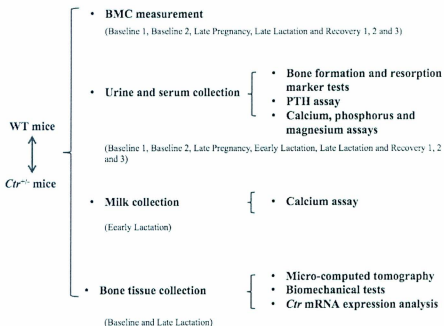 • BMC measurement
(Baseline 1, Baseline 2, Late Pregnancy, Late Lactation and Recovery 1, 2 and 3)
• Urine and serum collection
• Bone formation and resorption
marker tests
• PTH assay
• Calcium, phosphorus and
magnesium assays
(Baseline 1, Baseline 2, Late Pregnancy, Eearly Lactation, Late Lactation and Recovery 1, 2
and 3)
WT mice
Ctr⁺/⁻ mice
• Milk collection
• Calcium assay
(Eearly Lactation)
• Bone tissue collection
• Micro-computed tomography
• Biomechanical tests
• Ctr mRNA expression analysis
(Baseline and Late Lactation)